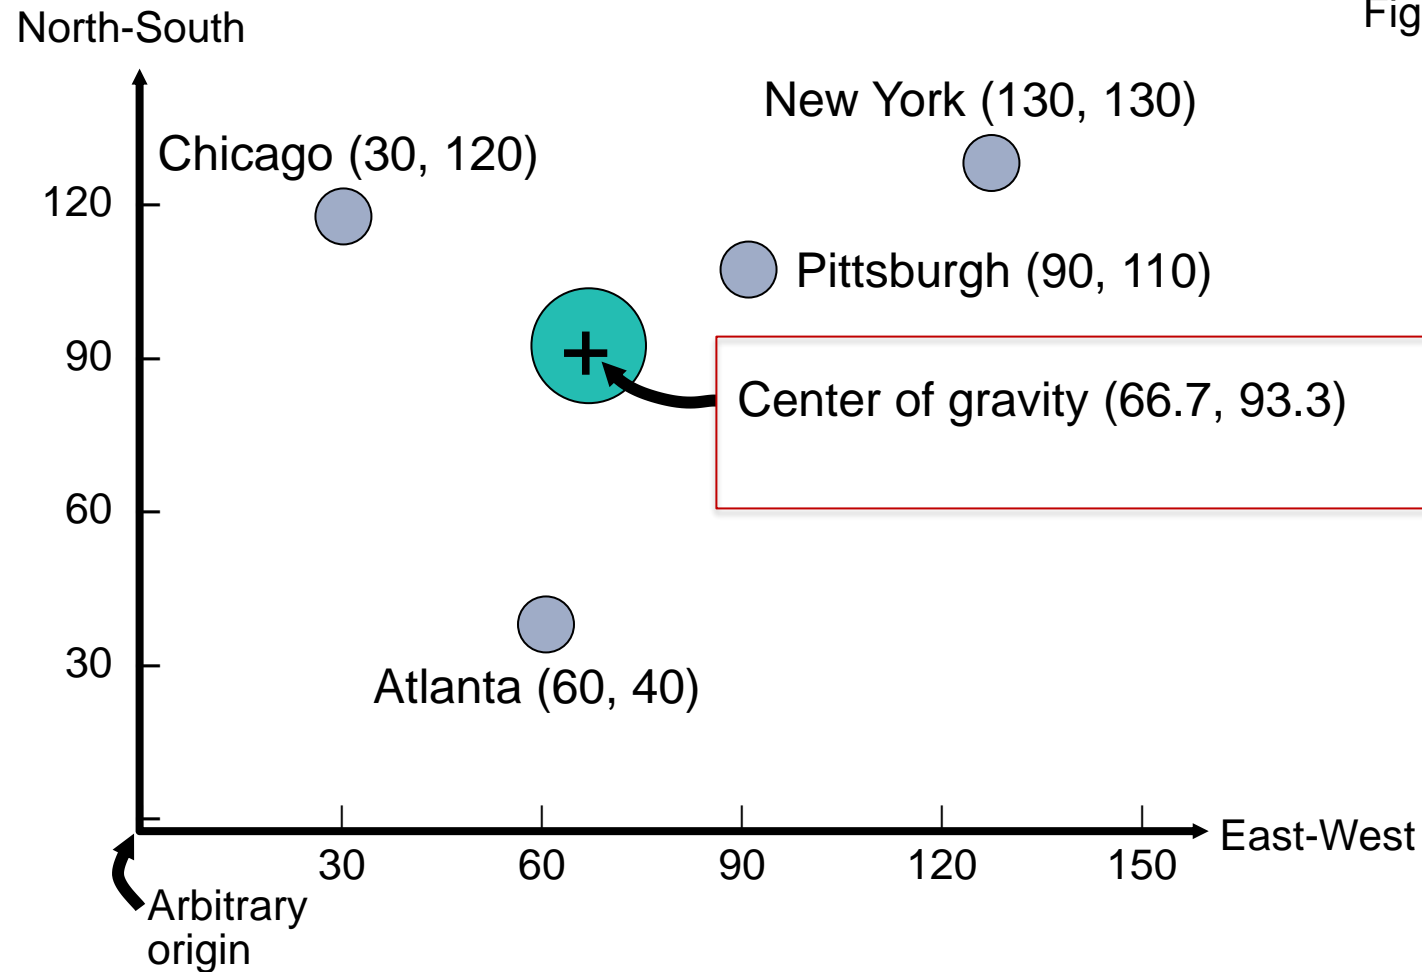 North-South
Fig
New York (130, 130)
Chicago (30, 120)
120
Pittsburgh (90, 110)
90
+
Center of gravity (66.7, 93.3)
60
30
Atlanta (60, 40)
East-West
30 60 90 120 150
Arbitrary
origin